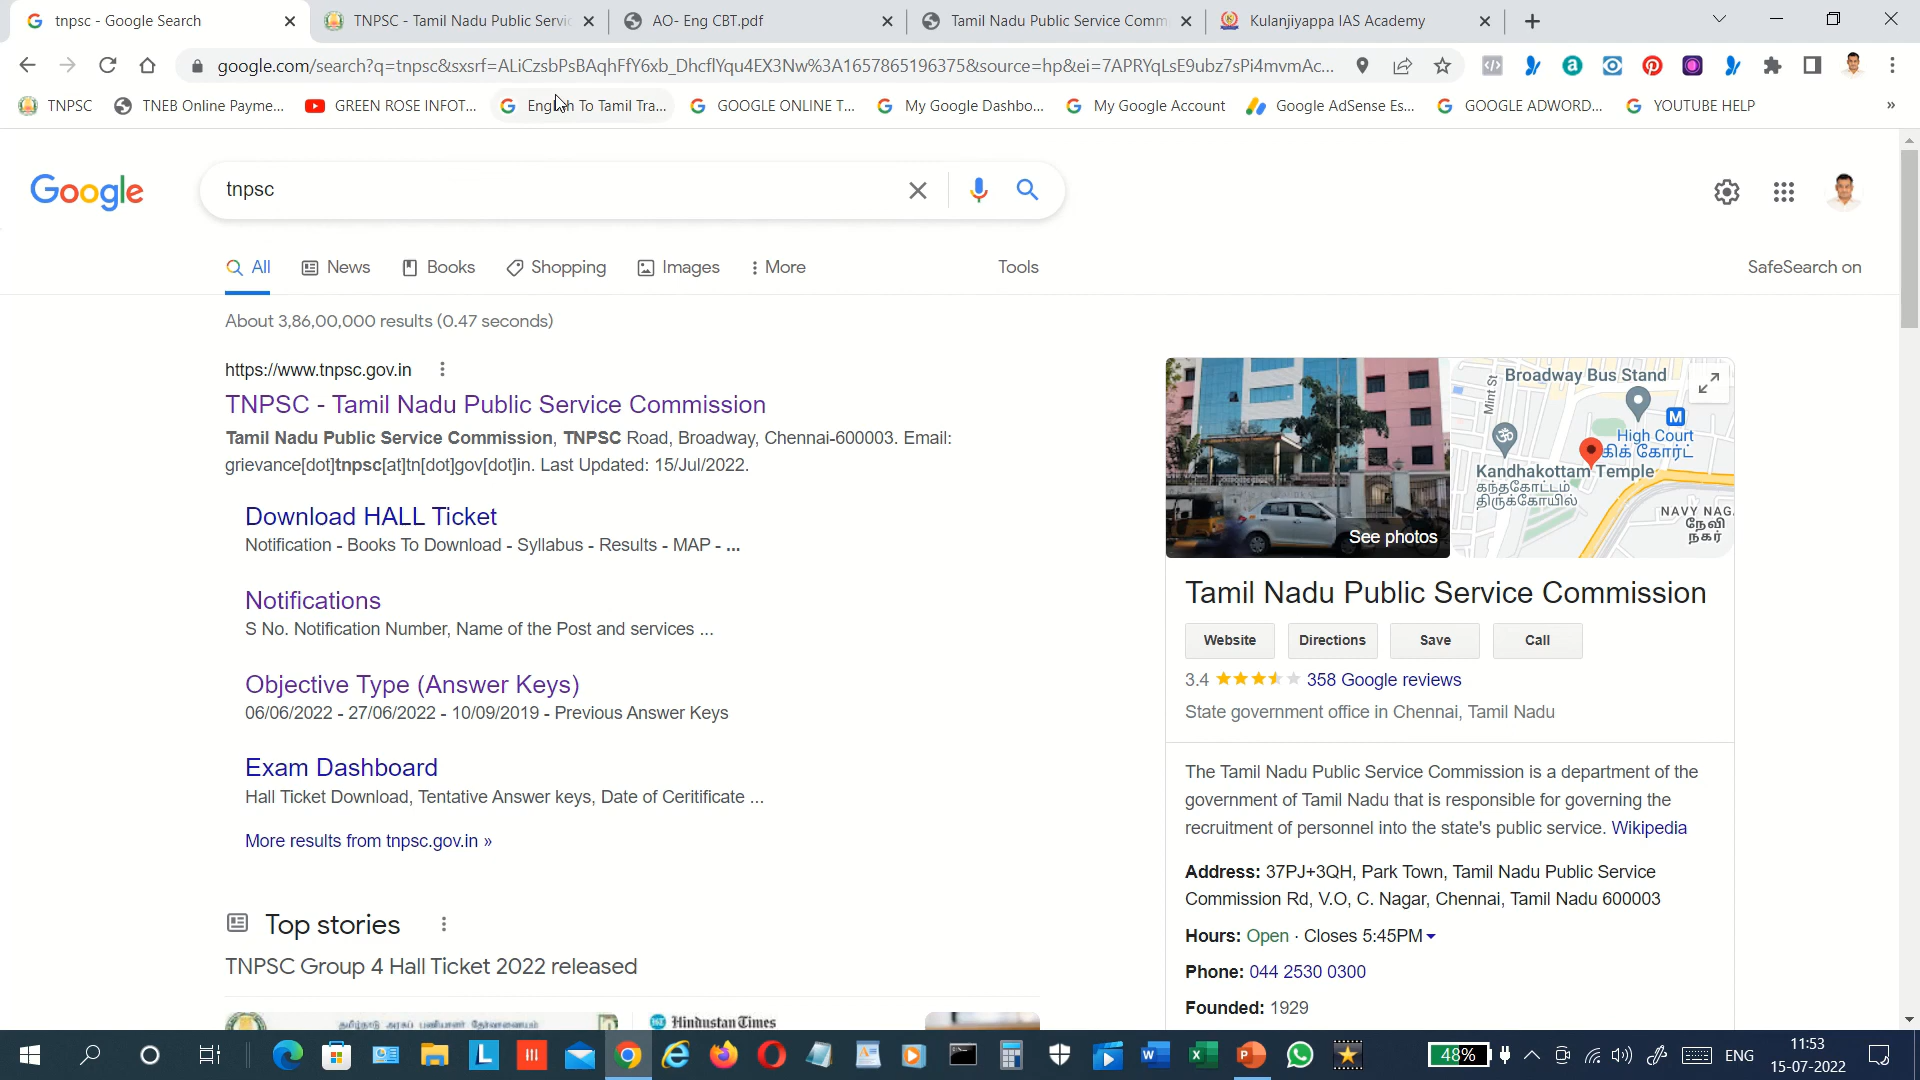 tnpsc - Google Search
TNPSC - Tamil Nadu Public Servic
AO- Eng CBT.pdf
Tamil Nadu Public Service Comm
Kulanjiyappa IAS Academy
google.com/search?q=tnpsc&sxsrf=ALiCzsbPsBAqhFfY6xb_DhcflYqu4EX3Nw%3A1657865196375&source=hp&ei=7APRYqLsE9ubz7sPi4mvmAc...
TNPSC
TNEB Online Payme...
GREEN ROSE INFOT...
English To Tamil Tra...
GOOGLE ONLINE T...
My Google Dashbo...
My Google Account
Google AdSense Es...
GOOGLE ADWORD...
YOUTUBE HELP
»
Google
tnpsc
All
News
Books
Shopping
Images
More
Tools
SafeSearch on
About 3,86,00,000 results (0.47 seconds)
https://www.tnpsc.gov.in
TNPSC - Tamil Nadu Public Service Commission
Tamil Nadu Public Service Commission, TNPSC Road, Broadway, Chennai-600003. Email:
grievance[dot]tnpsc[at]tn[dot]gov[dot]in. Last Updated: 15/Jul/2022.
Download HALL Ticket
Notification - Books To Download - Syllabus - Results - MAP - ...
Notifications
S No. Notification Number, Name of the Post and services ...
Objective Type (Answer Keys)
06/06/2022 - 27/06/2022 - 10/09/2019 - Previous Answer Keys
Exam Dashboard
Hall Ticket Download, Tentative Answer keys, Date of Ceritificate ...
More results from tnpsc.gov.in »
Top stories
TNPSC Group 4 Hall Ticket 2022 released
Hindustan Times
See photos
Mint St
Broadway Bus Stand
M
High Court
கிக் கோர்ட்
Kandhakottam Temple
கந்தகோட்டம்
திருக்கோயில்
NAVY NAG
நேவி
நகர்
Tamil Nadu Public Service Commission
Website
Directions
Save
Call
3.4
358 Google reviews
State government office in Chennai, Tamil Nadu
The Tamil Nadu Public Service Commission is a department of the
government of Tamil Nadu that is responsible for governing the
recruitment of personnel into the state's public service. Wikipedia
Address: 37PJ+3QH, Park Town, Tamil Nadu Public Service
Commission Rd, V.O, C. Nagar, Chennai, Tamil Nadu 600003
Hours: Open · Closes 5:45PM
Phone: 044 2530 0300
Founded: 1929
48%
ENG
11:53
15-07-2022